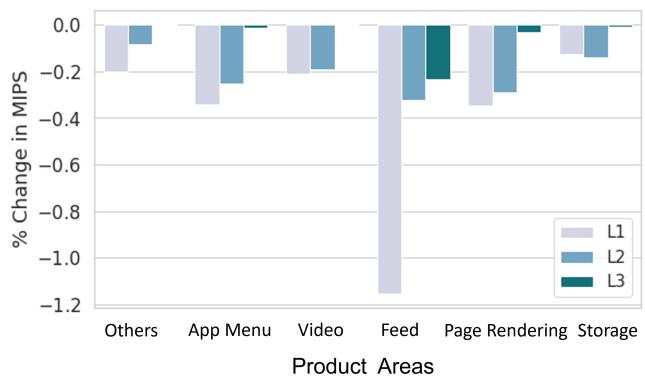 % Change in MIPS
0.0
−0.2
−0.4
−0.6
−0.8
−1.0
−1.2
L1
L2
L3
Others App Menu Video Feed Page Rendering Storage
Product Areas